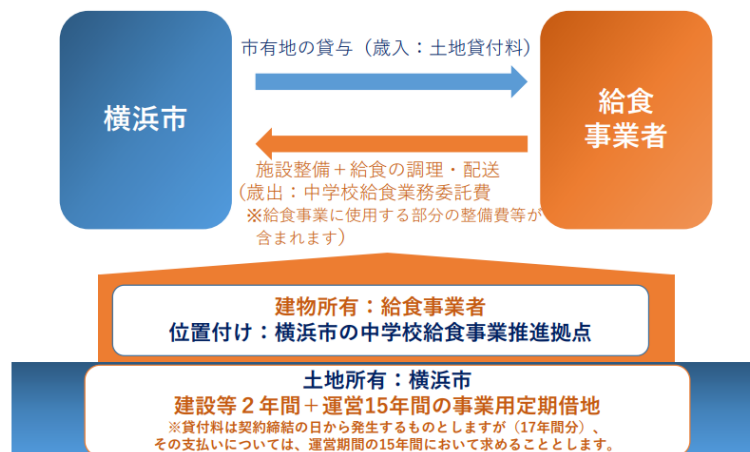 市有地の貸与（歳入：土地貸付料）
横浜市
給食
事業者
施設整備＋給食の調理・配送
（歳出：中学校給食業務委託費
※給食事業に使用する部分の整備費等が
含まれます）
建物所有：給食事業者
位置付け：横浜市の中学校給食事業推進拠点
土地所有：横浜市
建設等２年間＋運営15年間の事業用定期借地
※貸付料は契約締結の日から発生するものとしますが（17年間分）、
その支払いについては、運営期間の15年間において求めることとします。